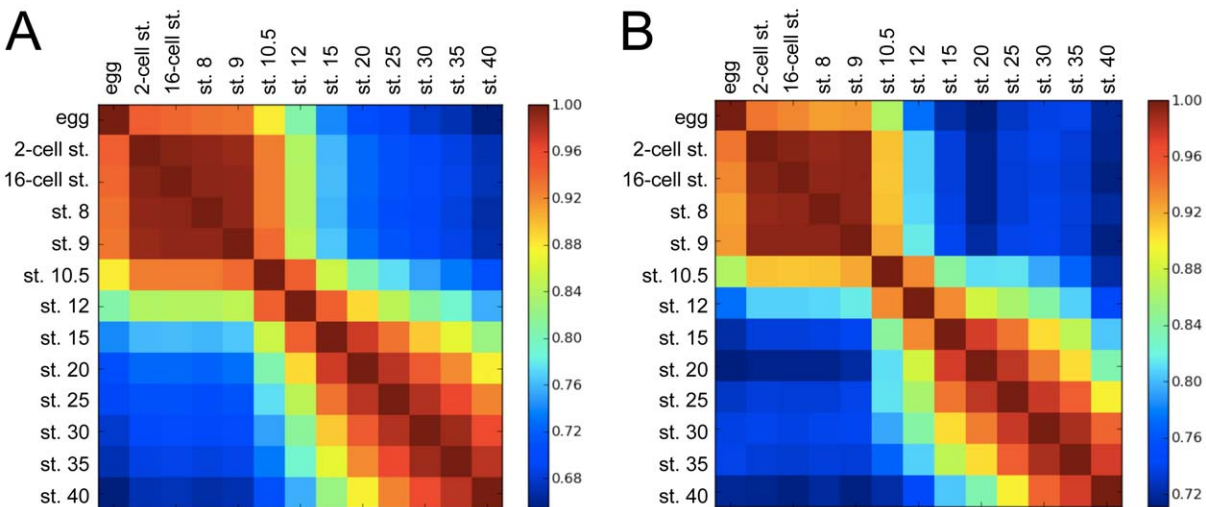 A
egg
2-cell st.
16-cell st.
st. 8
st. 9
st. 10.5
st. 12
st. 15
st. 20
st. 25
st. 30
st. 35
st. 40
egg
2-cell st.
16-cell st.
st. 8
st. 9
st. 10.5
st. 12
st. 15
st. 20
st. 25
st. 30
st. 35
st. 40
1.00
0.96
0.92
0.88
0.84
0.80
0.76
0.72
0.68
B
egg
2-cell st.
16-cell st.
st. 8
st. 9
st. 10.5
st. 12
st. 15
st. 20
st. 25
st. 30
st. 35
st. 40
egg
2-cell st.
16-cell st.
st. 8
st. 9
st. 10.5
st. 12
st. 15
st. 20
st. 25
st. 30
st. 35
st. 40
1.00
0.96
0.92
0.88
0.84
0.80
0.76
0.72